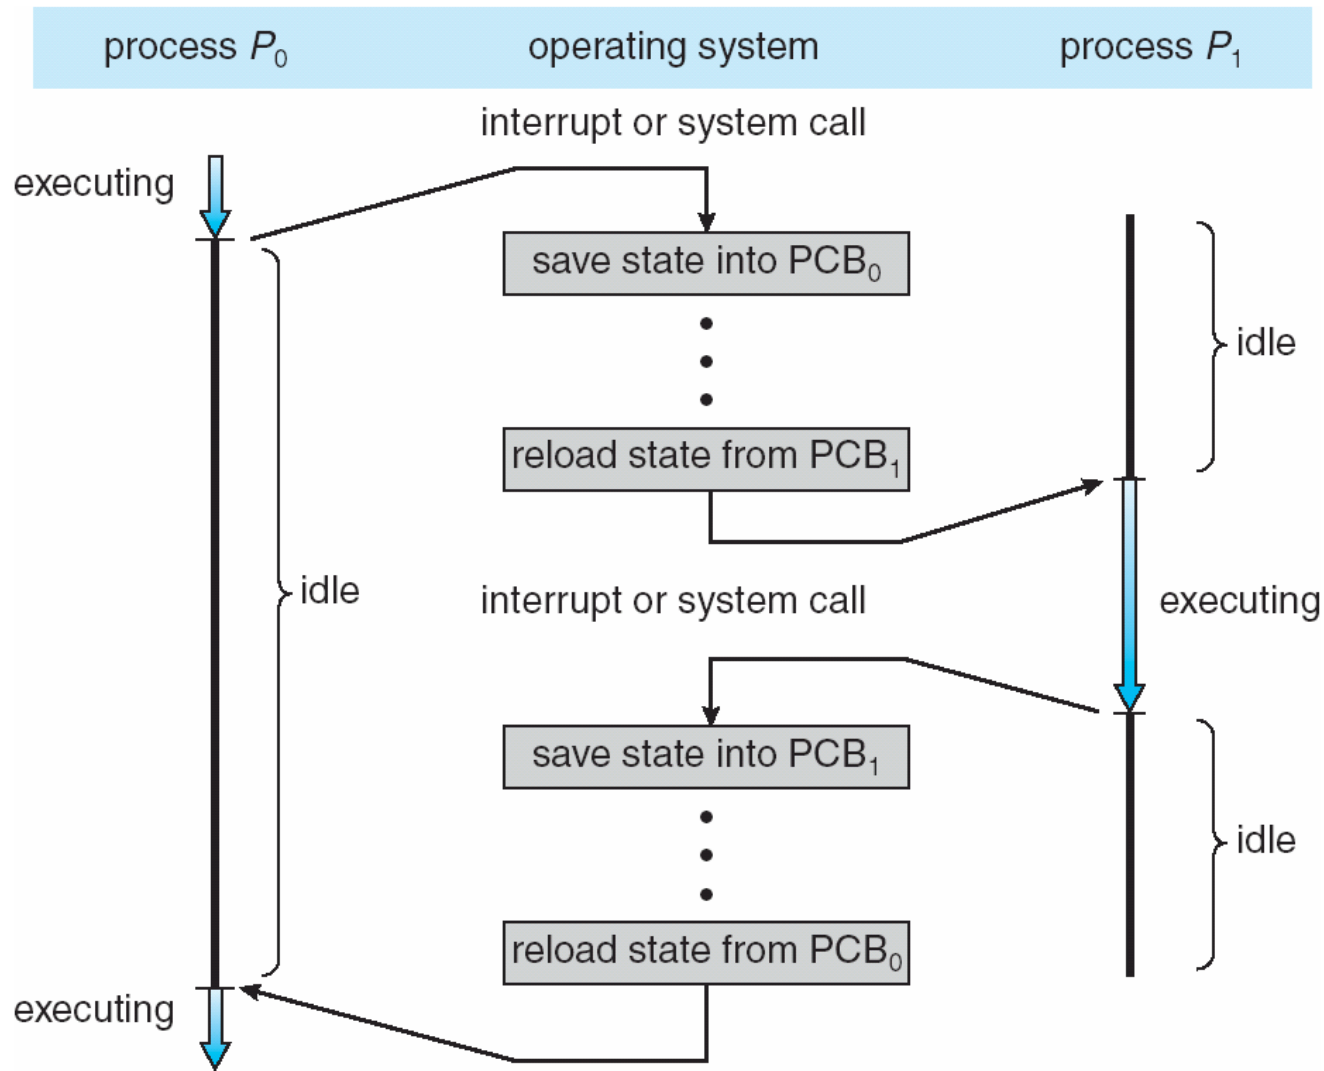 process P0 operating system process P1
interrupt or system call
executing
save state into PCB0
idle
reload state from PCB1
idle
interrupt or system call
executing
save state into PCB1
idle
reload state from PCB0
executing